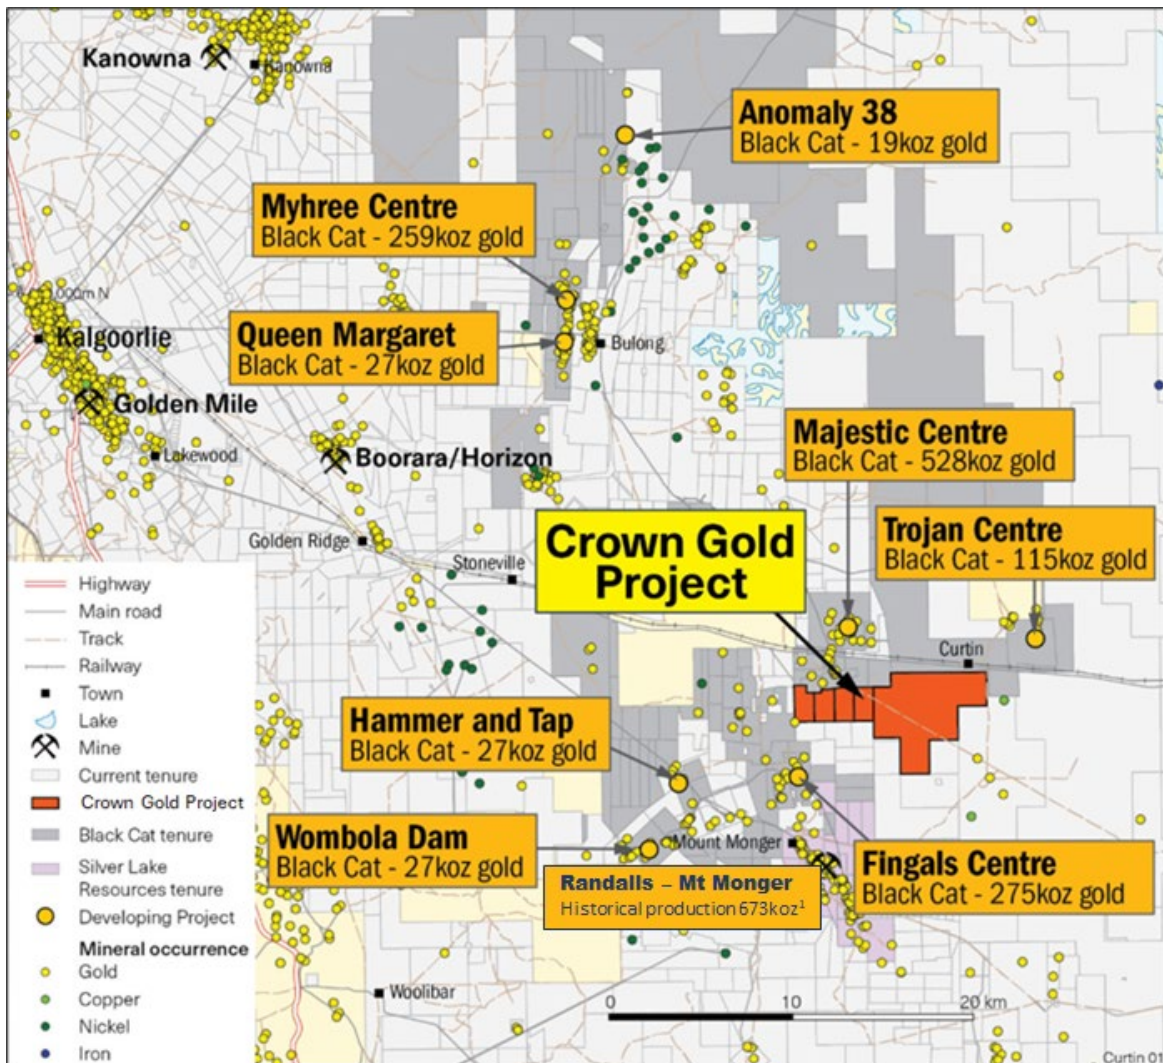 Kanowna
Kanowna
Anomaly 38
Black Cat - 19koz gold
Myhree Centre
Black Cat - 259koz gold
000m N
Kalgoorlie
Queen Margaret
Black Cat - 27koz gold
Bulong
Golden Mile
Lakewood
Boorara/Horizon
Majestic Centre
Black Cat - 528koz gold
Golden Ridge
Stoneville
Crown Gold
Project
Trojan Centre
Black Cat - 115koz gold
Curtin
Highway
Main road
Track
Railway
Town
Lake
Mine
Current tenure
Crown Gold Project
Black Cat tenure
Silver Lake
Resources tenure
Developing Project
Mineral occurrence
Gold
Copper
Nickel
Iron
Hammer and Tap
Black Cat - 27koz gold
Wombola Dam
Black Cat - 27koz gold
Mount Monger
Randalls – Mt Monger
Historical production 673koz¹
Fingals Centre
Black Cat - 275koz gold
Woolibar
0 10 20 km
Curtin 0